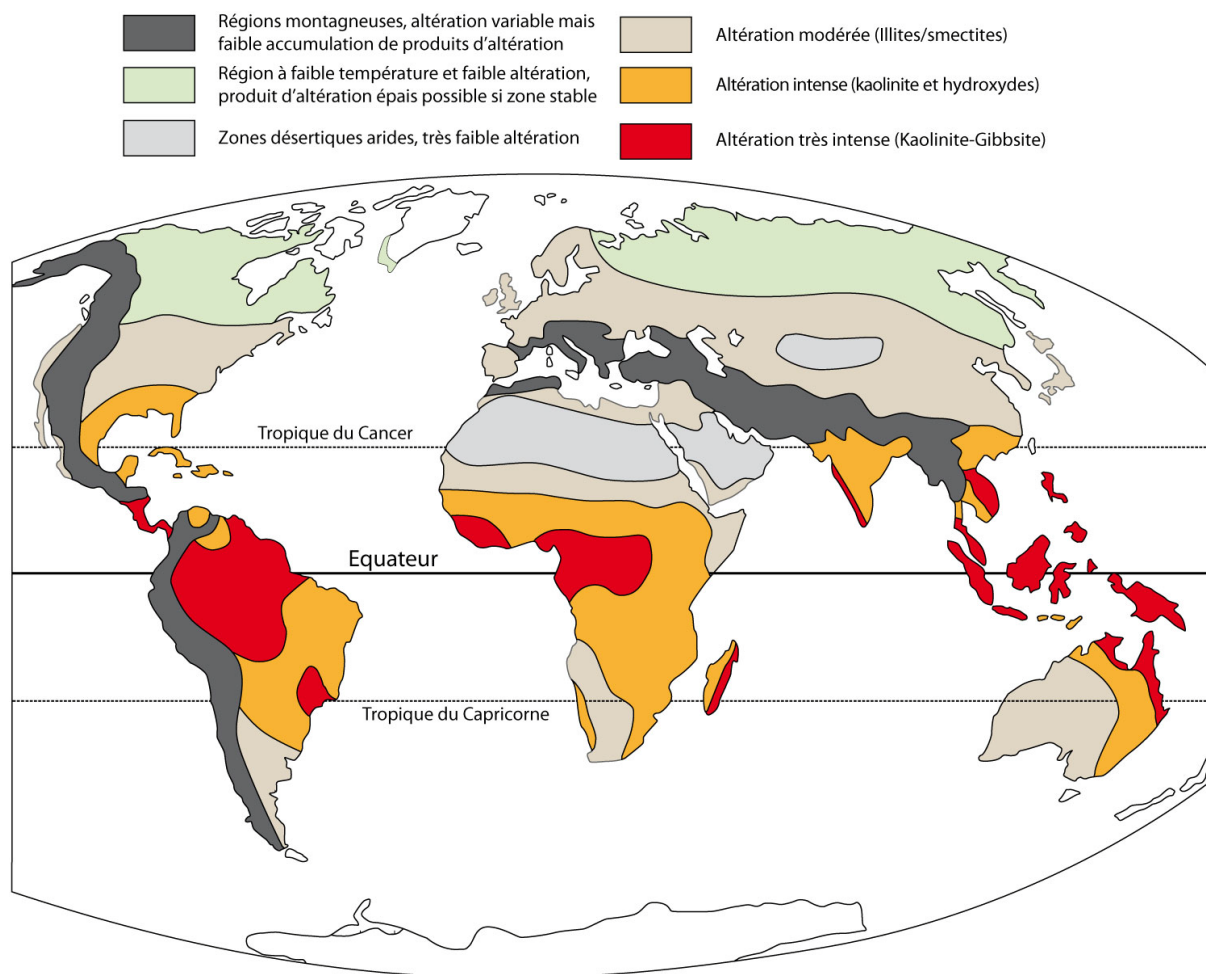 Régions montagneuses, altération variable mais
faible accumulation de produits d'altération
Région à faible température et faible altération,
produit d'altération épais possible si zone stable
Zones désertiques arides, très faible altération
Altération modérée (Illites/smectites)
Altération intense (kaolinite et hydroxydes)
Altération très intense (Kaolinite-Gibbsite)
Tropique du Cancer
Equateur
Tropique du Capricorne